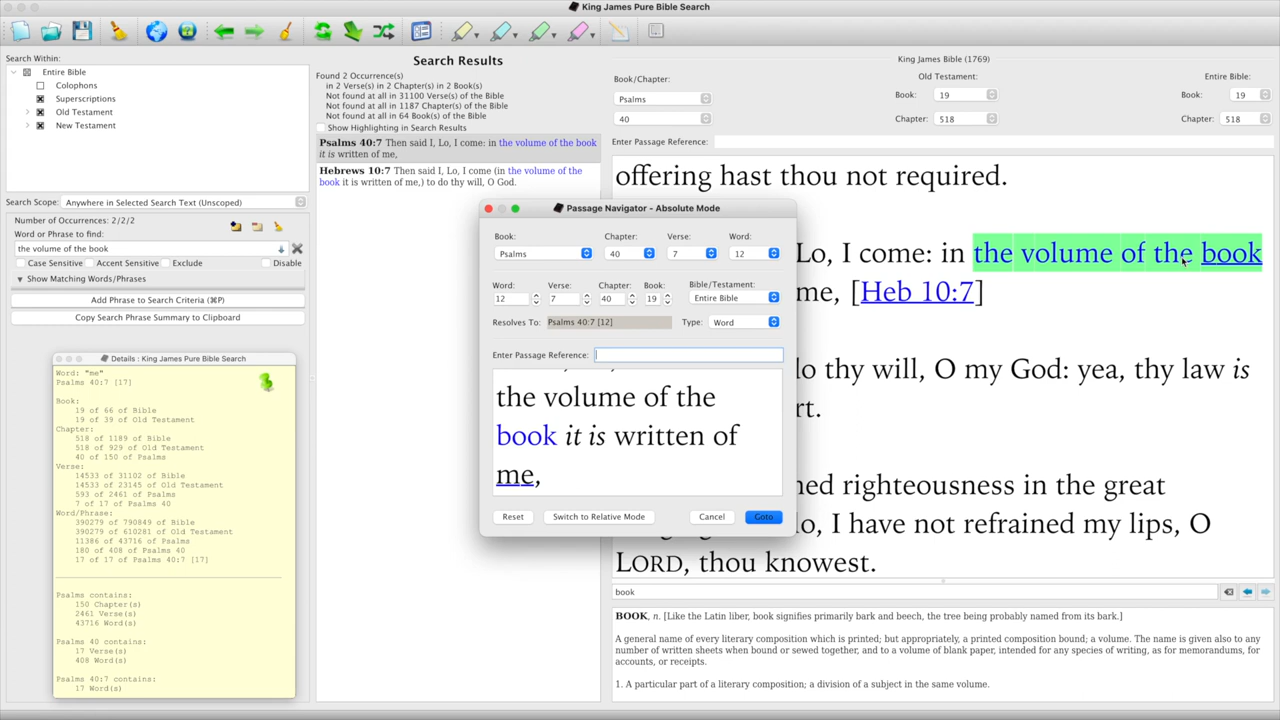 King James Pure Bible Search
Search Within:
Entire Bible
Colophons
Superscriptions
Old Testament
New Testament
Search Scope: Anywhere in Selected Search Text (Unscoped)
Number of Occurrences: 2/2/2
Word or Phrase to find:
the volume of the book
Case Sensitive Accent Sensitive Exclude Disable
Show Matching Words/Phrases
Add Phrase to Search Criteria (⌘P)
Copy Search Phrase Summary to Clipboard
Details : King James Pure Bible Search
Word: "me"
Psalms 40:7 [17]
Book:
19 of 66 of Bible
19 of 39 of Old Testament
Chapter:
518 of 1189 of Bible
518 of 929 of Old Testament
40 of 150 of Psalms
Verse:
14533 of 31102 of Bible
14533 of 23145 of Old Testament
593 of 2461 of Psalms
7 of 17 of Psalms 40
Word/Phrase:
390279 of 790849 of Bible
390279 of 610281 of Old Testament
11386 of 43716 of Psalms
180 of 408 of Psalms 40
17 of 17 of Psalms 40:7 [17]
Psalms contains:
150 Chapter(s)
2461 Verse(s)
43716 Word(s)
Psalms 40 contains:
17 Verse(s)
408 Word(s)
Psalms 40:7 contains:
17 Word(s)
Search Results
Found 2 Occurrence(s)
in 2 Verse(s) in 2 Chapter(s) in 2 Book(s)
Not found at all in 31100 Verse(s) of the Bible
Not found at all in 1187 Chapter(s) of the Bible
Not found at all in 64 Book(s) of the Bible
Show Highlighting in Search Results
Psalms 40:7 Then said I, Lo, I come: in the volume of the book
it is written of me,
Hebrews 10:7 Then said I, Lo, I come (in the volume of the
book it is written of me,) to do thy will, O God.
King James Bible (1769)
Book/Chapter: Old Testament: Entire Bible:
Psalms Book: 19 Book: 19
40 Chapter: 518 Chapter: 518
Enter Passage Reference:
offering hast thou not required.
Lo, I come: in the volume of the book
me, [Heb 10:7]
lo thy will, O my God: yea, thy law is
rt.
ned righteousness in the great
lo, I have not refrained my lips, O
LORD, thou knowest.
Passage Navigator - Absolute Mode
Book: Chapter: Verse: Word:
Psalms 40 7 12
Word: Verse: Chapter: Book: Bible/Testament:
12 7 40 19 Entire Bible
Resolves To: Psalms 40:7 [12] Type: Word
Enter Passage Reference:
the volume of the
book it is written of
me,
Reset Switch to Relative Mode Cancel Goto
book
BOOK, n. [Like the Latin liber, book signifies primarily bark and beech, the tree being probably named from its bark.]
A general name of every literary composition which is printed; but appropriately, a printed composition bound; a volume. The name is given also to any
number of written sheets when bound or sewed together, and to a volume of blank paper, intended for any species of writing, as for memorandums, for
accounts, or receipts.
1. A particular part of a literary composition; a division of a subject in the same volume.